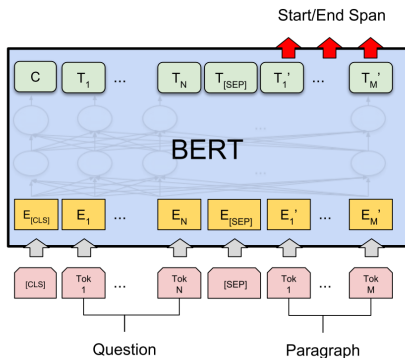 Start/End Span
C T1 ... TN T[SEP] T1' ... TM'
BERT
E[CLS] E1 ... EN E[SEP] E1' ... EM'
[CLS] Tok 1 ... Tok N [SEP] Tok 1 ... Tok M
Question Paragraph